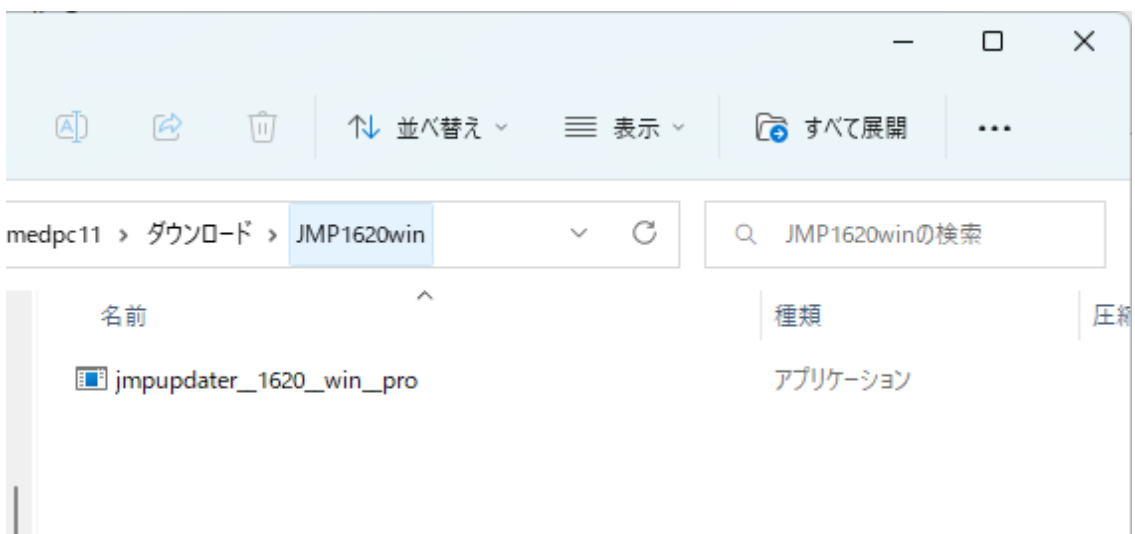 並べ替え 表示 すべて展開
medpc11 > ダウンロード > JMP1620win JMP1620winの検索
名前 種類
jmpupdater__1620__win__pro アプリケーション